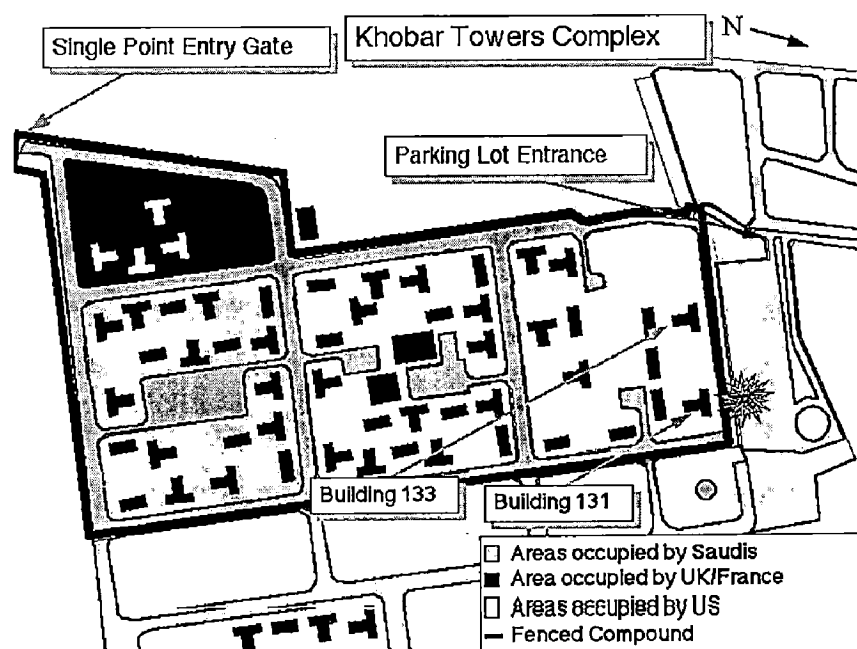 Single Point Entry Gate
Khobar Towers Complex
N
Parking Lot Entrance
Building 133
Building 131
Areas occupied by Saudis
Area occupied by UK/France
Areas occupied by US
Fenced Compound